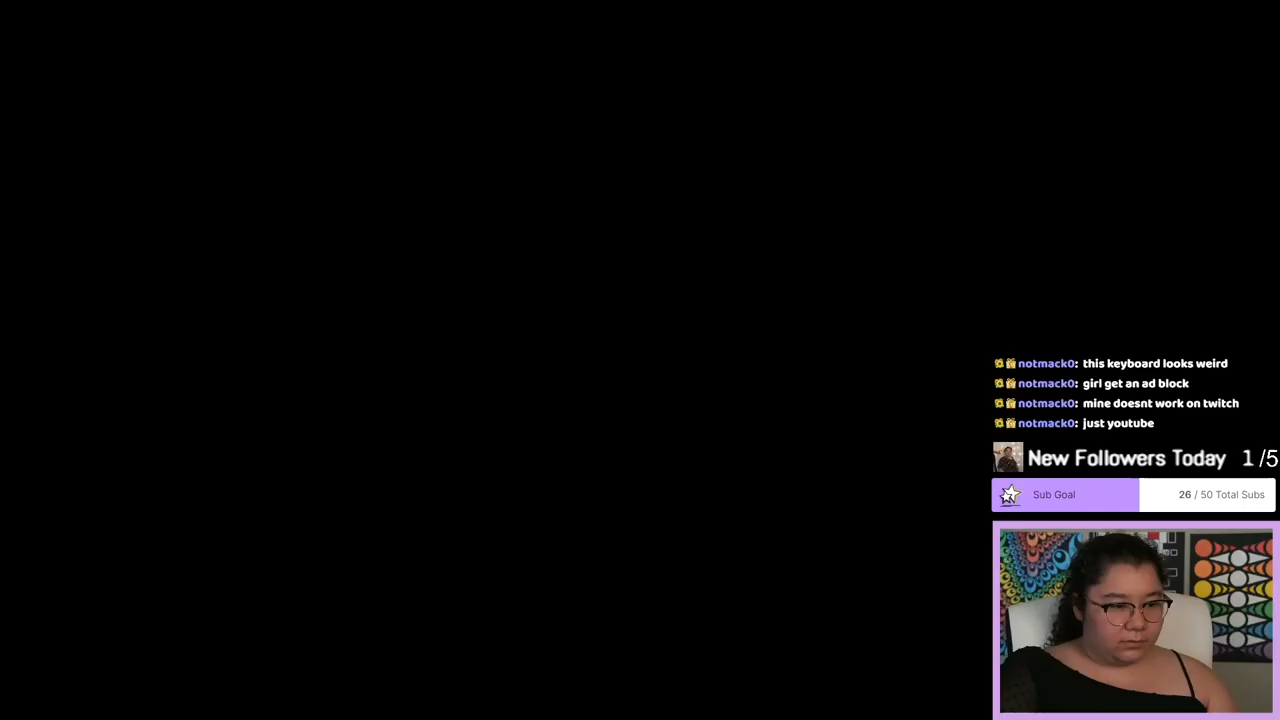 notmack0: this keyboard looks weird
notmack0: girl get an ad block
notmack0: mine doesnt work on twitch
notmack0: just youtube
New Followers Today 1 /5
Sub Goal 26 / 50 Total Subs